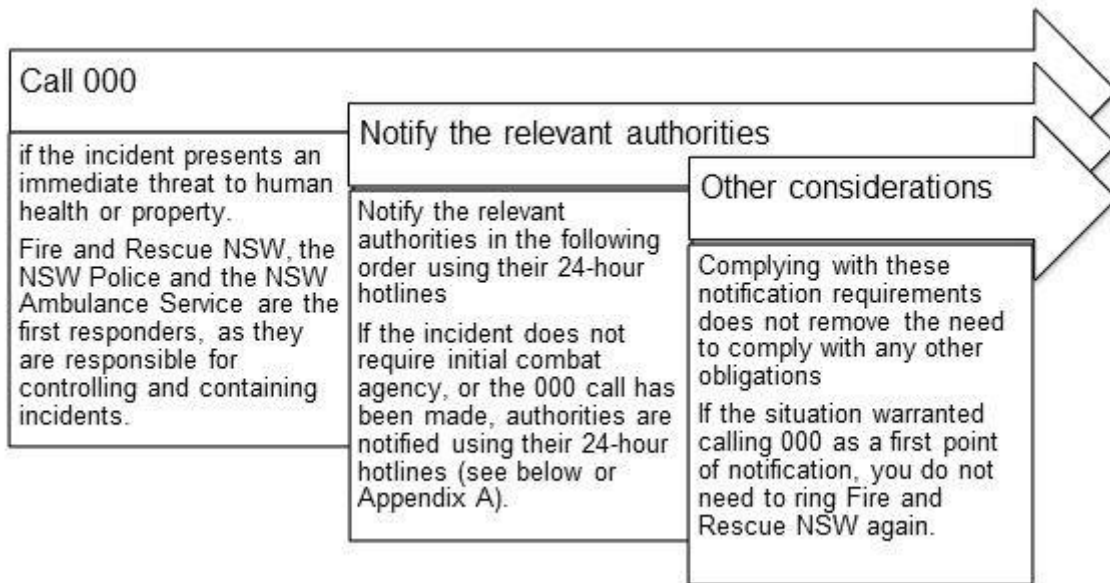 Call 000
if the incident presents an
immediate threat to human
health or property.
Fire and Rescue NSW, the
NSW Police and the NSW
Ambulance Service are the
first responders, as they
are responsible for
controlling and containing
incidents.
Notify the relevant authorities
Notify the relevant
authorities in the following
order using their 24-hour
hotlines
If the incident does not
require initial combat
agency, or the 000 call has
been made, authorities are
notified using their 24-hour
hotlines (see below or
Appendix A).
Other considerations
Complying with these
notification requirements
does not remove the need
to comply with any other
obligations
If the situation warranted
calling 000 as a first point
of notification, you do not
need to ring Fire and
Rescue NSW again.